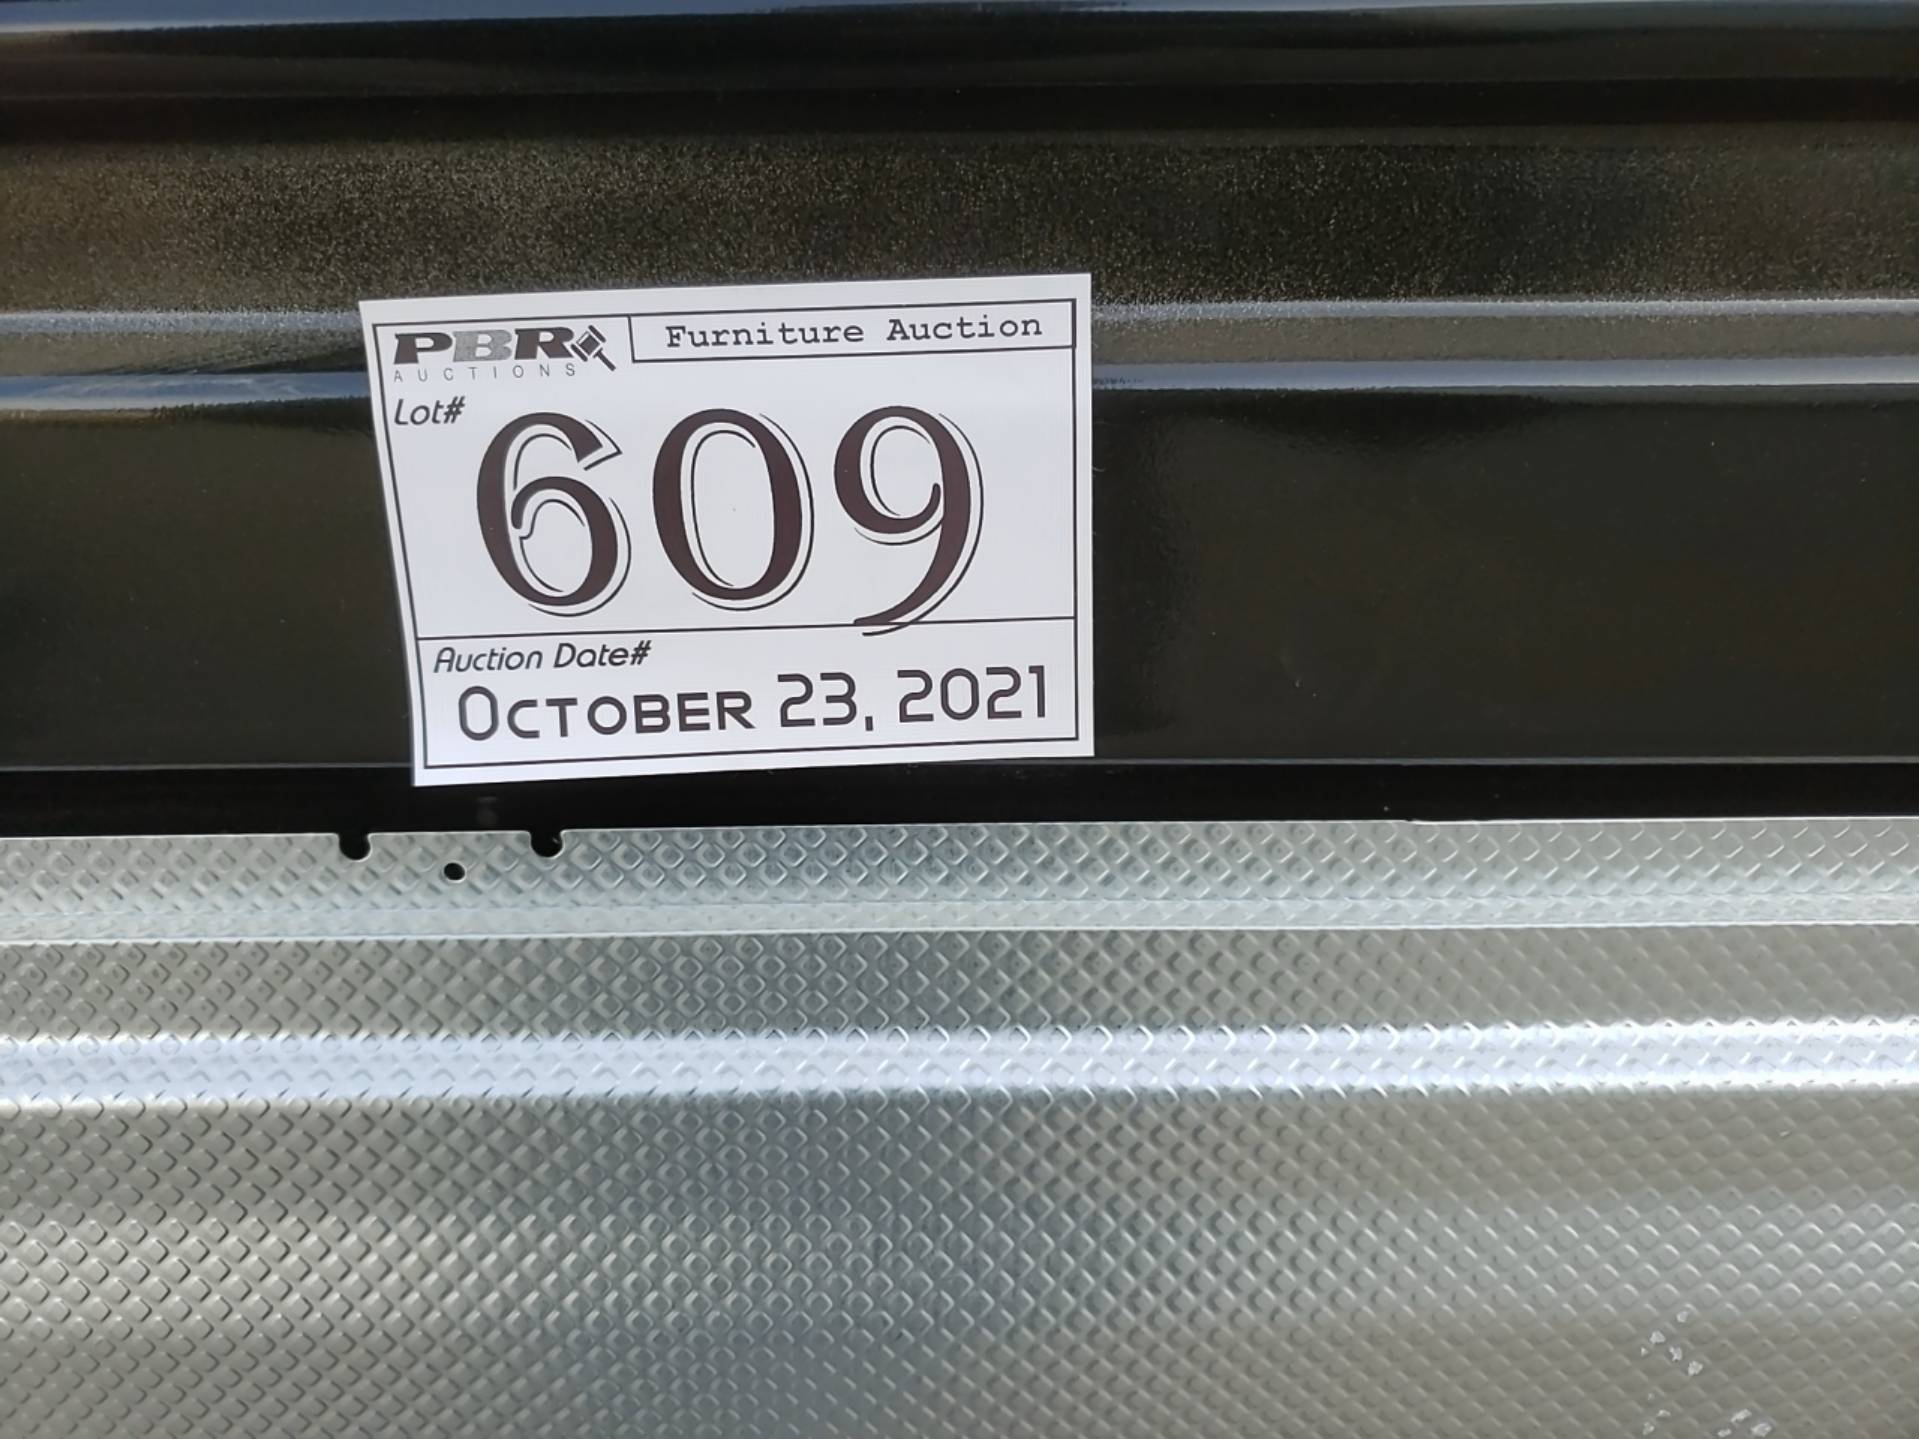 PBR
AUCTIONS
Furniture Auction
Lot#
609
Auction Date#
OCTOBER 23, 2021